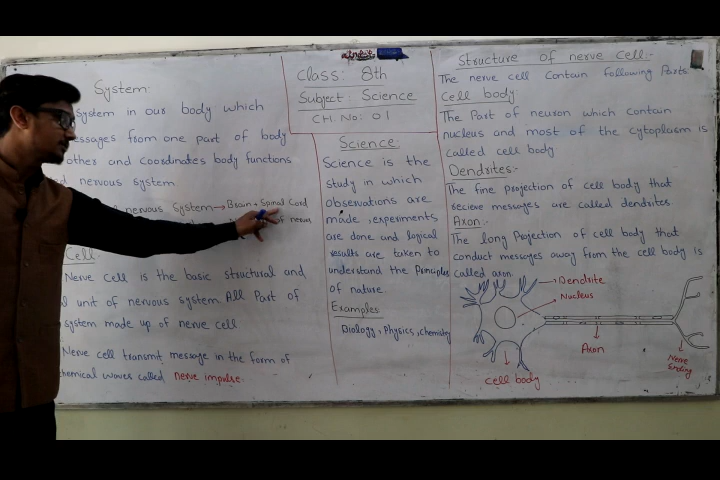 System:-
system in our body which
essages from one part of body
other and coordinates body functions
nervous system
nervous system → Brain + Spinal Cord
of nerves
Cell:-
Nerve cell is the basic structural and
unit of nervous system. All Part of
system made up of nerve cell
Nerve cell transmit message in the form of
chemical waves called nerve impulse.
Class: 8th
Subject: Science
CH. No: 01
Science:
Science is the
study in which
observations are
made, experiments
are done and logical
results are taken to
understand the Principles
of nature
Examples:
Biology, Physics, chemistry
Structure of nerve cell:-
The nerve cell contain following Parts.
Cell body:
The Part of neuron which contain
nucleus and most of the cytoplasm is
called cell body
Dendrites:-
The fine projection of cell body that
secieve messages are called dendrites.
Axon:-
The long Projection of cell body that
conduct messages away from the cell body is
called axon.
Dendrite
Nucleus
Axon
Nerve
Ending
Cell body